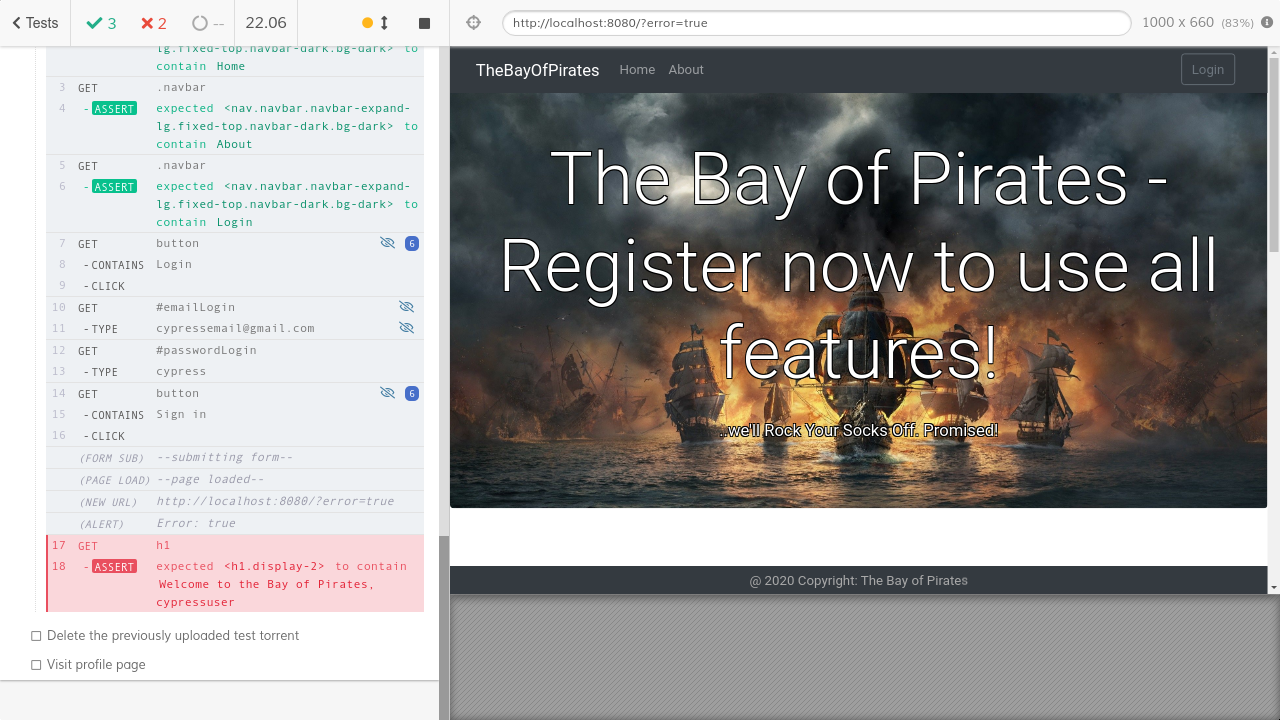 Tests 3 2 -- 22.06
http://localhost:8080/?error=true 1000 x 660 (83%)
lg.fixed-top.navbar-dark.bg-dark> to
contain Home
3 GET .navbar
4 -ASSERT expected <nav.navbar.navbar-expand-
lg.fixed-top.navbar-dark.bg-dark> to
contain About
5 GET .navbar
6 -ASSERT expected <nav.navbar.navbar-expand-
lg.fixed-top.navbar-dark.bg-dark> to
contain Login
7 GET button 6
8 -CONTAINS Login
9 -CLICK
10 GET #emailLogin
11 -TYPE cypressemail@gmail.com
12 GET #passwordLogin
13 -TYPE cypress
14 GET button 6
15 -CONTAINS Sign in
16 -CLICK
(FORM SUB) --submitting form--
(PAGE LOAD) --page loaded--
(NEW URL) http://localhost:8080/?error=true
(ALERT) Error: true
17 GET h1
18 -ASSERT expected <h1.display-2> to contain
Welcome to the Bay of Pirates,
cypressuser
Delete the previously uploaded test torrent
Visit profile page
TheBayOfPirates Home About Login
The Bay of Pirates -
Register now to use all
features!
..we'll Rock Your Socks Off. Promised!
@ 2020 Copyright: The Bay of Pirates